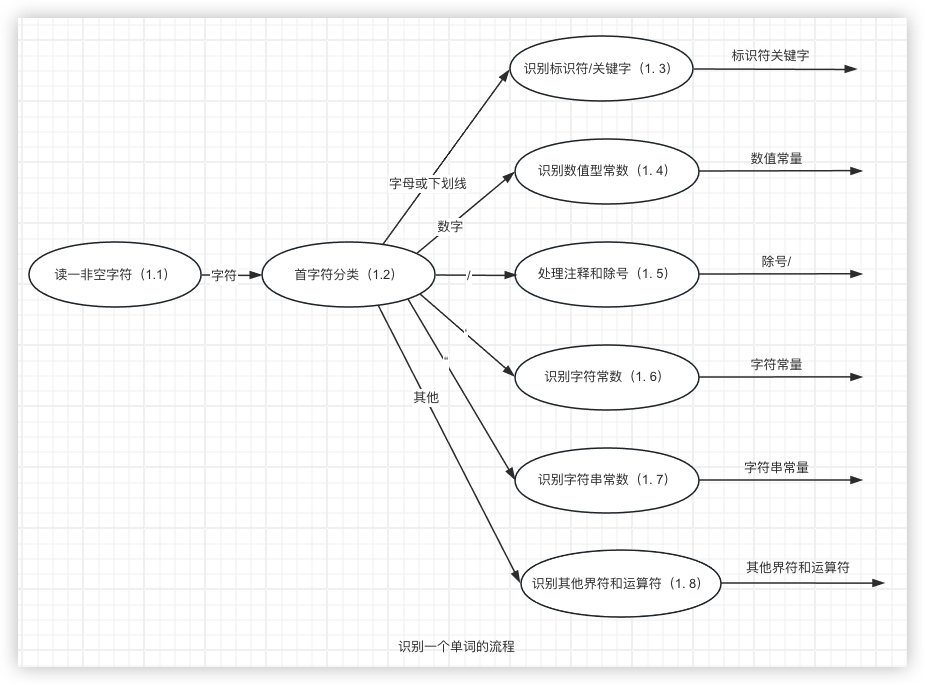 标识符关键字
识别标识符/关键字（1. 3）
数值常量
识别数值型常数（1. 4）
字母或下划线
数字
读一非空字符（1.1）
字符
首字符分类（1.2）
/
处理注释和除号（1. 5）
除号/
'
字符常量
识别字符常数（1. 6）
"
其他
字符串常量
识别字符串常数（1. 7）
其他界符和运算符
识别其他界符和运算符（1. 8）
识别一个单词的流程